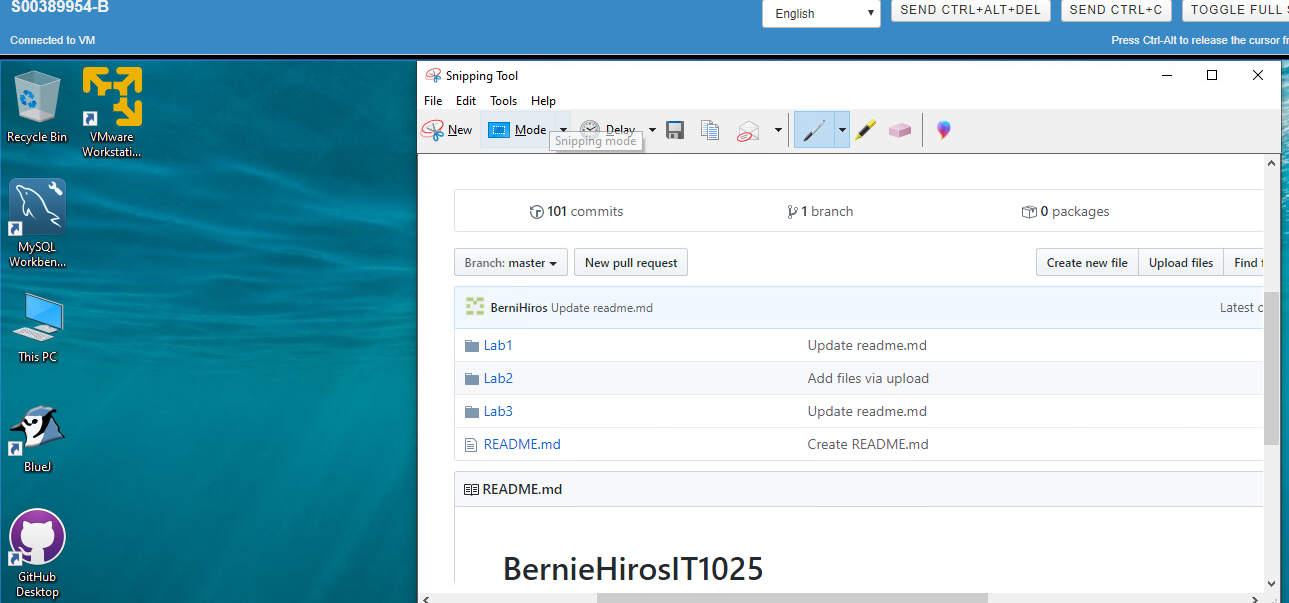 S00389954-B
English
SEND CTRL+ALT+DEL
SEND CTRL+C
TOGGLE FULL S
Connected to VM
Press Ctrl-Alt to release the cursor fr
Recycle Bin
VMware
Workstati...
MySQL
Workben...
This PC
BlueJ
GitHub
Desktop
Snipping Tool
File Edit Tools Help
New Mode Delay
Snipping mode
101 commits 1 branch 0 packages
Branch: master New pull request Create new file Upload files Find f
BerniHiros Update readme.md Latest c
Lab1 Update readme.md
Lab2 Add files via upload
Lab3 Update readme.md
README.md Create README.md
README.md
BernieHirosIT1025